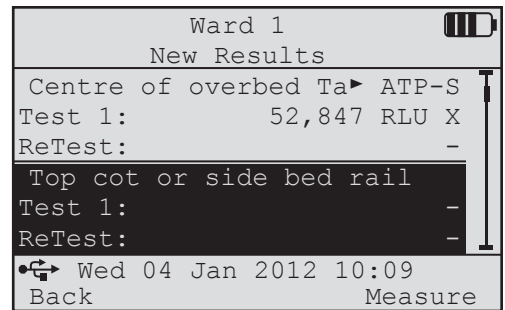 Ward 1
New Results
Centre of overbed Ta► ATP-S
Test 1: 52,847 RLU X
ReTest: -
Top cot or side bed rail
Test 1: -
ReTest: -
Wed 04 Jan 2012 10:09
Back Measure